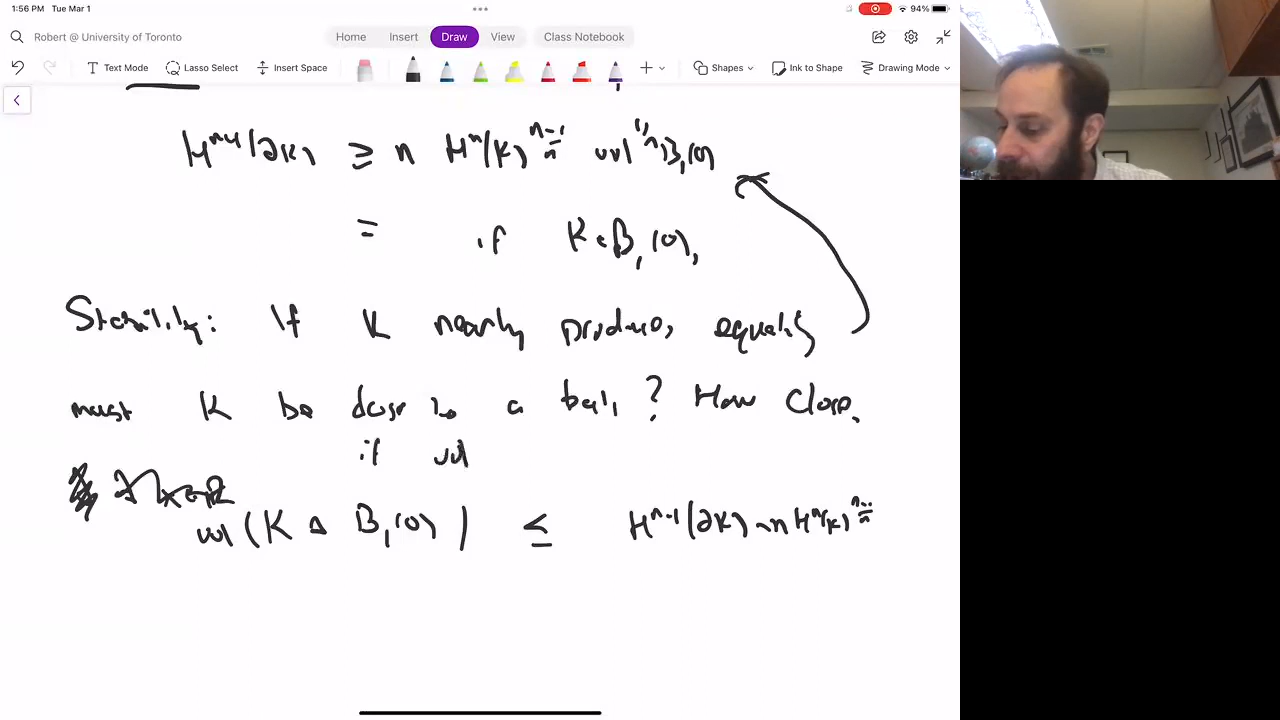 1:56 PM Tue Mar 1
94%
Robert @ University of Toronto
Home Insert Draw View Class Notebook
Text Mode Lasso Select Insert Space Shapes Ink to Shape Drawing Mode
H^{n-1}(∂K) ≥ n H^n(K)^{\frac{n-1}{n}} vol^{1/n} B_1(0)
= if K = B_1(0),
Stability: If K nearly produces equality
must K be close to a ball? How close.
if vol
vol(K Δ B_1(0)) ≤ H^{n-1}(∂K) - n H^n(K)^{\frac{n-1}{n}}